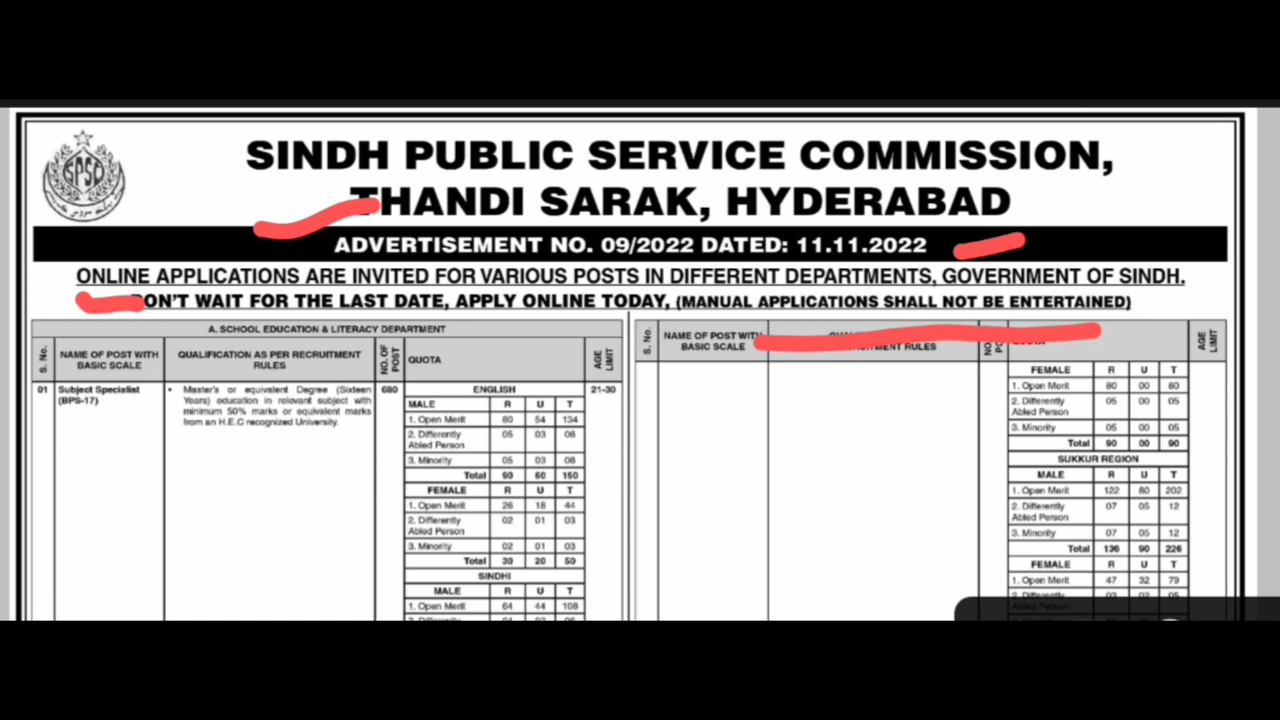 SPSC
SINDH PUBLIC SERVICE COMMISSION,
THANDI SARAK, HYDERABAD
ADVERTISEMENT NO. 09/2022 DATED: 11.11.2022
ONLINE APPLICATIONS ARE INVITED FOR VARIOUS POSTS IN DIFFERENT DEPARTMENTS, GOVERNMENT OF SINDH.
DON'T WAIT FOR THE LAST DATE, APPLY ONLINE TODAY, (MANUAL APPLICATIONS SHALL NOT BE ENTERTAINED)
A. SCHOOL EDUCATION & LITERACY DEPARTMENT
S. No. NAME OF POST WITH BASIC SCALE QUALIFICATION AS PER RECRUITMENT RULES NO. OF POST QUOTA AGE LIMIT
01 Subject Specialist (BPS-17)
• Master's or equivalent Degree (Sixteen
Years) education in relevant subject with
minimum 50% marks or equivalent marks
from an H.E.C recognized University.
680
ENGLISH
21-30
MALE R U T
1. Open Merit 80 54 134
2. Differently Abled Person 05 03 08
3. Minority 05 03 08
Total 90 60 150
FEMALE R U T
1. Open Merit 26 18 44
2. Differently Abled Person 02 01 03
3. Minority 02 01 03
Total 30 20 50
SINDHI
MALE R U T
1. Open Merit 64 44 108
S. No. NAME OF POST WITH BASIC SCALE RULES AGE LIMIT
FEMALE R U T
1. Open Merit 80 00 80
2. Differently Abled Person 05 00 05
3. Minority 05 00 05
Total 90 00 90
SUKKUR REGION
MALE R U T
1. Open Merit 122 80 202
2. Differently Abled Person 07 05 12
3. Minority 07 05 12
Total 136 90 226
FEMALE R U T
1. Open Merit 47 32 79